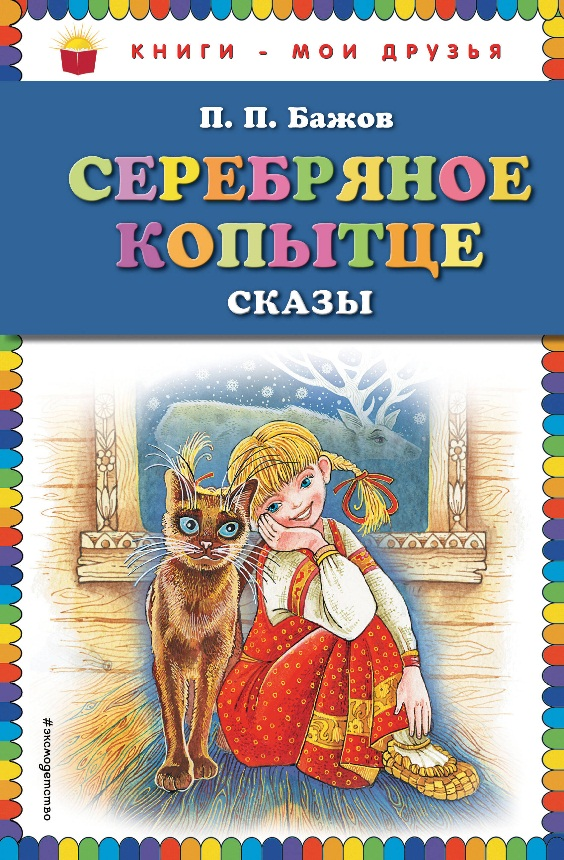 КНИГИ - МОИ ДРУЗЬЯ
П. П. Бажов
СЕРЕБРЯНОЕ
КОПЫТЦЕ
СКАЗЫ
#эксмодетство